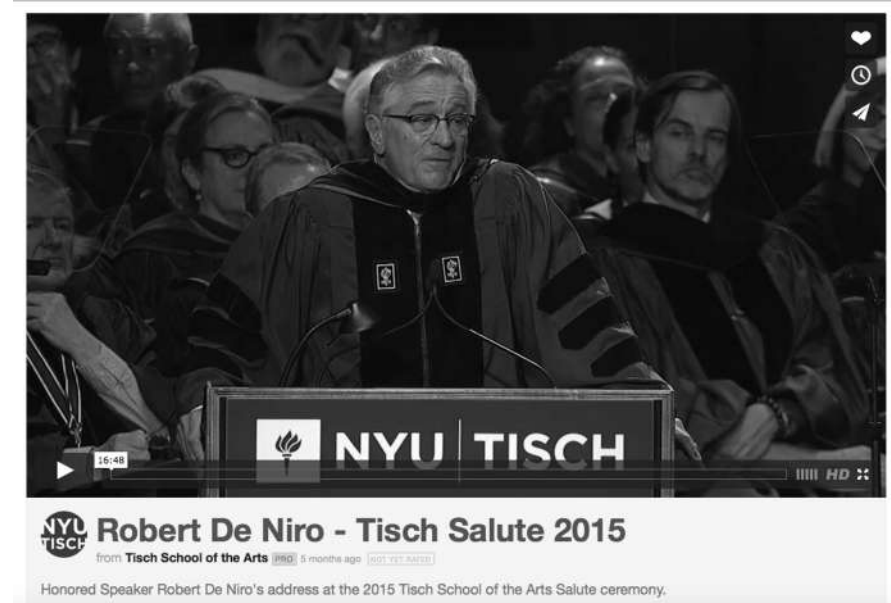 16:48
NYU TISCH
HD
NYU
TISCH
Robert De Niro - Tisch Salute 2015
from Tisch School of the Arts PRO 5 months ago NOT YET RATED
Honored Speaker Robert De Niro's address at the 2015 Tisch School of the Arts Salute ceremony.